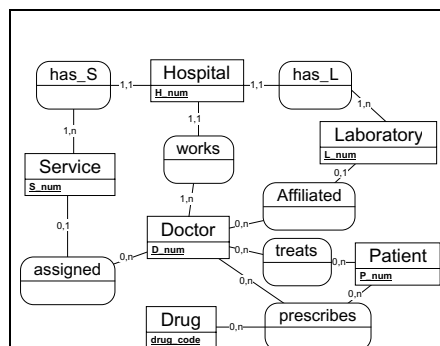 has_S
1,1
Hospital
H_num
1,1
has_L
1,n
1,1
1,n
works
Laboratory
L_num
Service
S_num
0,1
1,n
Affiliated
0,1
Doctor
D_num
0,n
0,n
assigned
0,n
treats
0,n
Patient
P_num
0,n
0,n
Drug
drug_code
0,n
prescribes